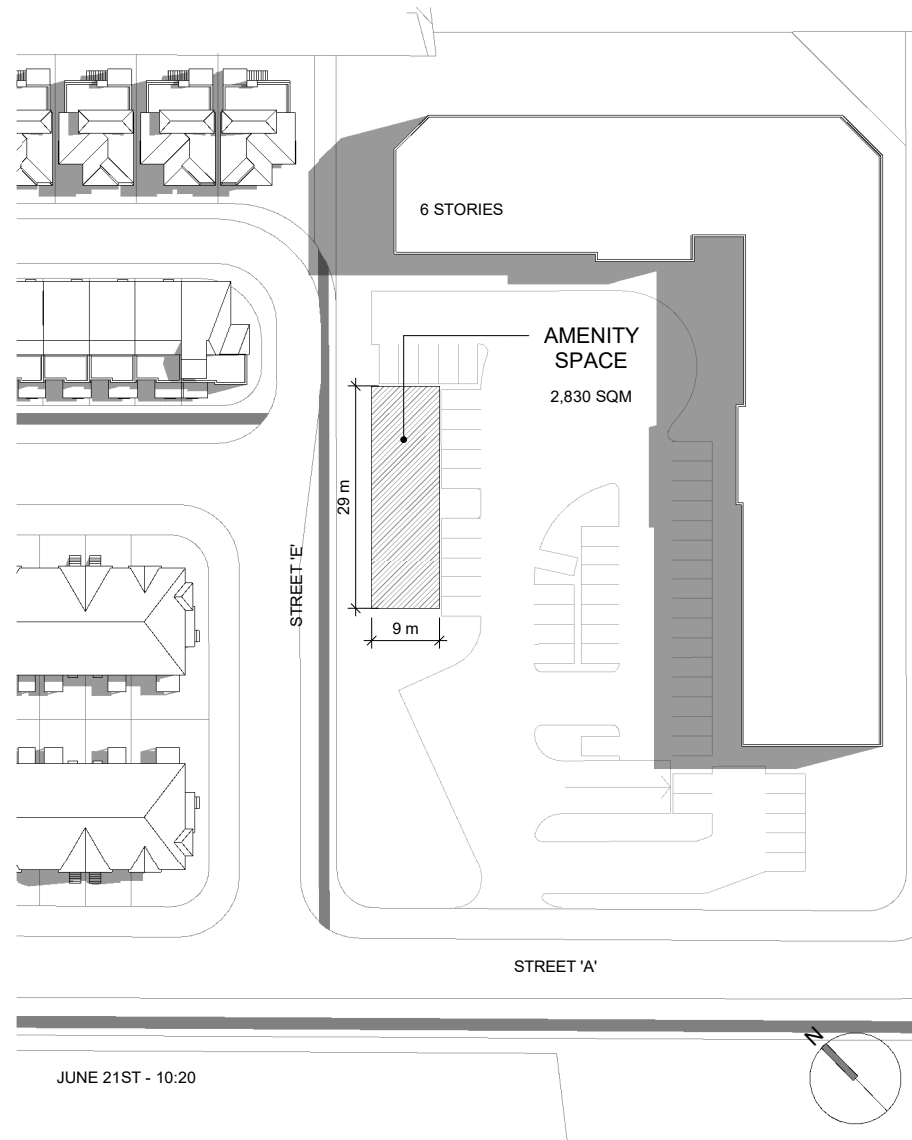 6 STORIES
AMENITY
SPACE
2,830 SQM
29 m
9 m
STREET 'E'
STREET 'A'
N
JUNE 21ST - 10:20